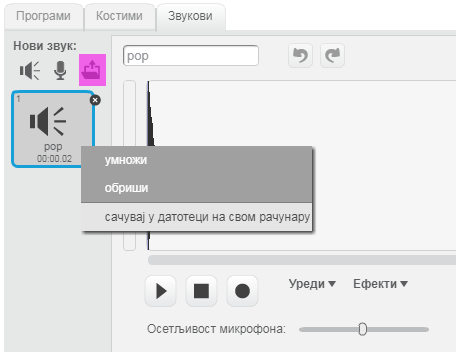 Програми Костими Звукови
Нови звук:
pop
1
pop
00:00.02
умножи
обриши
сачувај у датотеци на свом рачунару
Уреди Ефекти
Осетљивост микрофона: